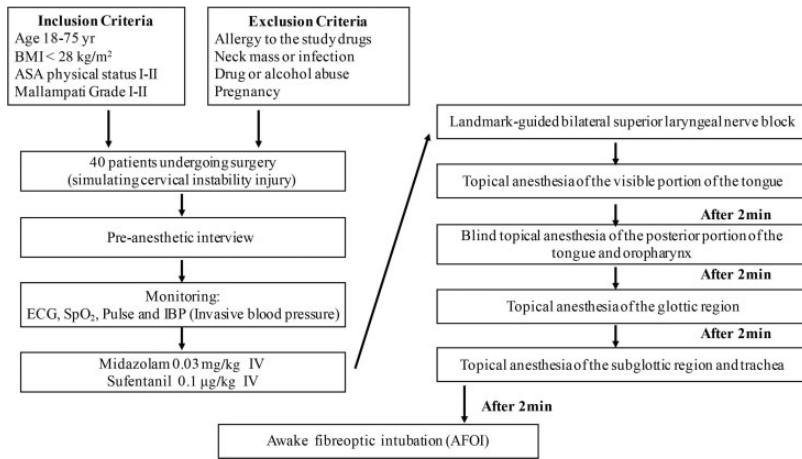 Inclusion Criteria
Age 18-75 yr
BMI < 28 kg/m²
ASA physical status I-II
Mallampati Grade I-II
Exclusion Criteria
Allergy to the study drugs
Neck mass or infection
Drug or alcohol abuse
Pregnancy
40 patients undergoing surgery
(simulating cervical instability injury)
Pre-anesthetic interview
Monitoring:
ECG, SpO₂, Pulse and IBP (Invasive blood pressure)
Midazolam 0.03 mg/kg IV
Sufentanil 0.1 μg/kg IV
Landmark-guided bilateral superior laryngeal nerve block
Topical anesthesia of the visible portion of the tongue
After 2min
Blind topical anesthesia of the posterior portion of the
tongue and oropharynx
After 2min
Topical anesthesia of the glottic region
After 2min
Topical anesthesia of the subglottic region and trachea
After 2min
Awake fibreoptic intubation (AFOI)